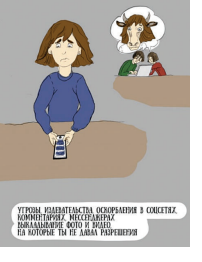 УГРОЗЫ ИЗДЕВАТЕЛЬСТВА ОСКОРБЛЕНИЯ В СОЦСЕТЯХ,
КОММЕНТАРИЯХ, МЕССЕНДЖЕРАХ
ВЫКЛАДЫВАНИЕ ФОТО И ВИДЕО,
НА КОТОРЫЕ ТЫ НЕ ДАВАЛ РАЗРЕШЕНИЯ